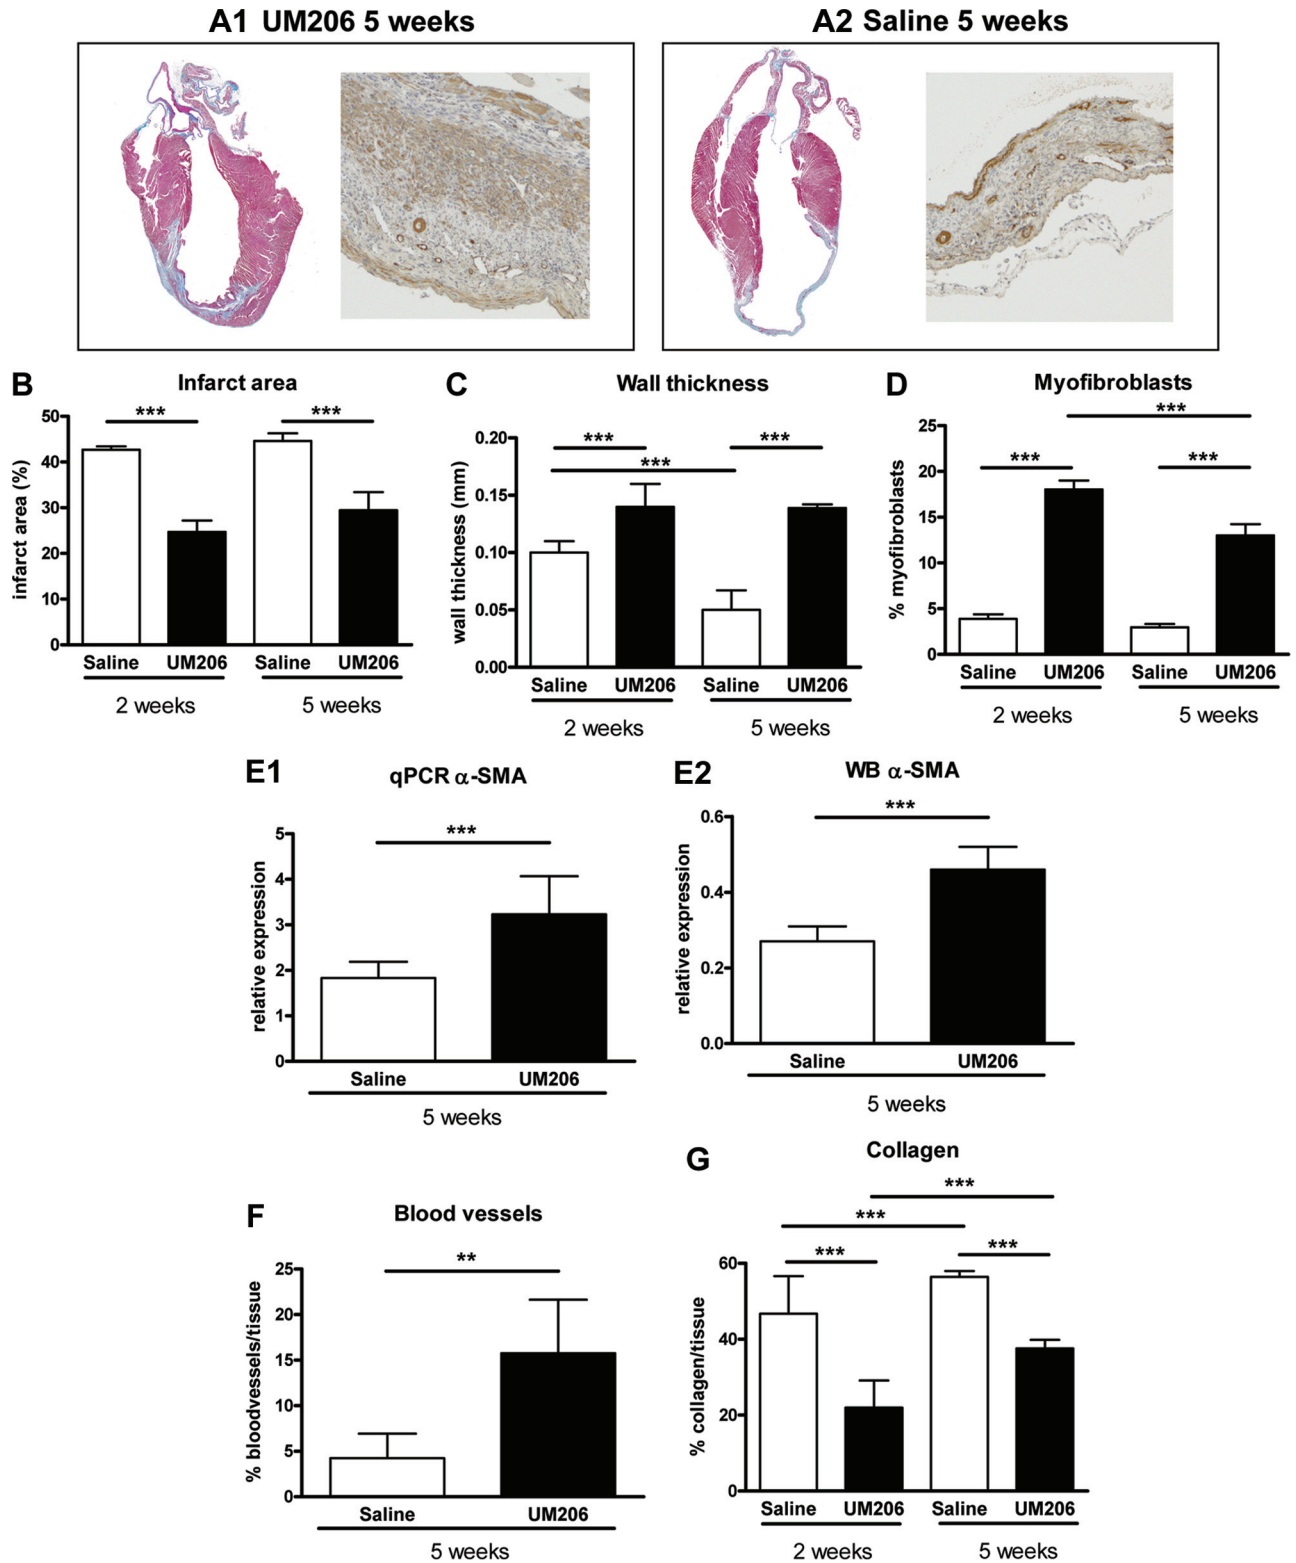 A1 UM206 5 weeks
A2 Saline 5 weeks
B
Infarct area
infarct area (%)
50
40
30
20
10
0
***
***
Saline UM206 Saline UM206
2 weeks 5 weeks
C
Wall thickness
wall thickness (mm)
0.20
0.15
0.10
0.05
0.00
***
***
***
Saline UM206 Saline UM206
2 weeks 5 weeks
D
Myofibroblasts
% myofibroblasts
25
20
15
10
5
0
***
***
***
Saline UM206 Saline UM206
2 weeks 5 weeks
E1
qPCR α-SMA
relative expression
5
4
3
2
1
0
***
Saline UM206
5 weeks
E2
WB α-SMA
relative expression
0.6
0.4
0.2
0.0
***
Saline UM206
5 weeks
F
Blood vessels
% bloodvessels/tissue
25
20
15
10
5
0
**
Saline UM206
5 weeks
G
Collagen
% collagen/tissue
60
40
20
0
***
***
***
***
Saline UM206 Saline UM206
2 weeks 5 weeks